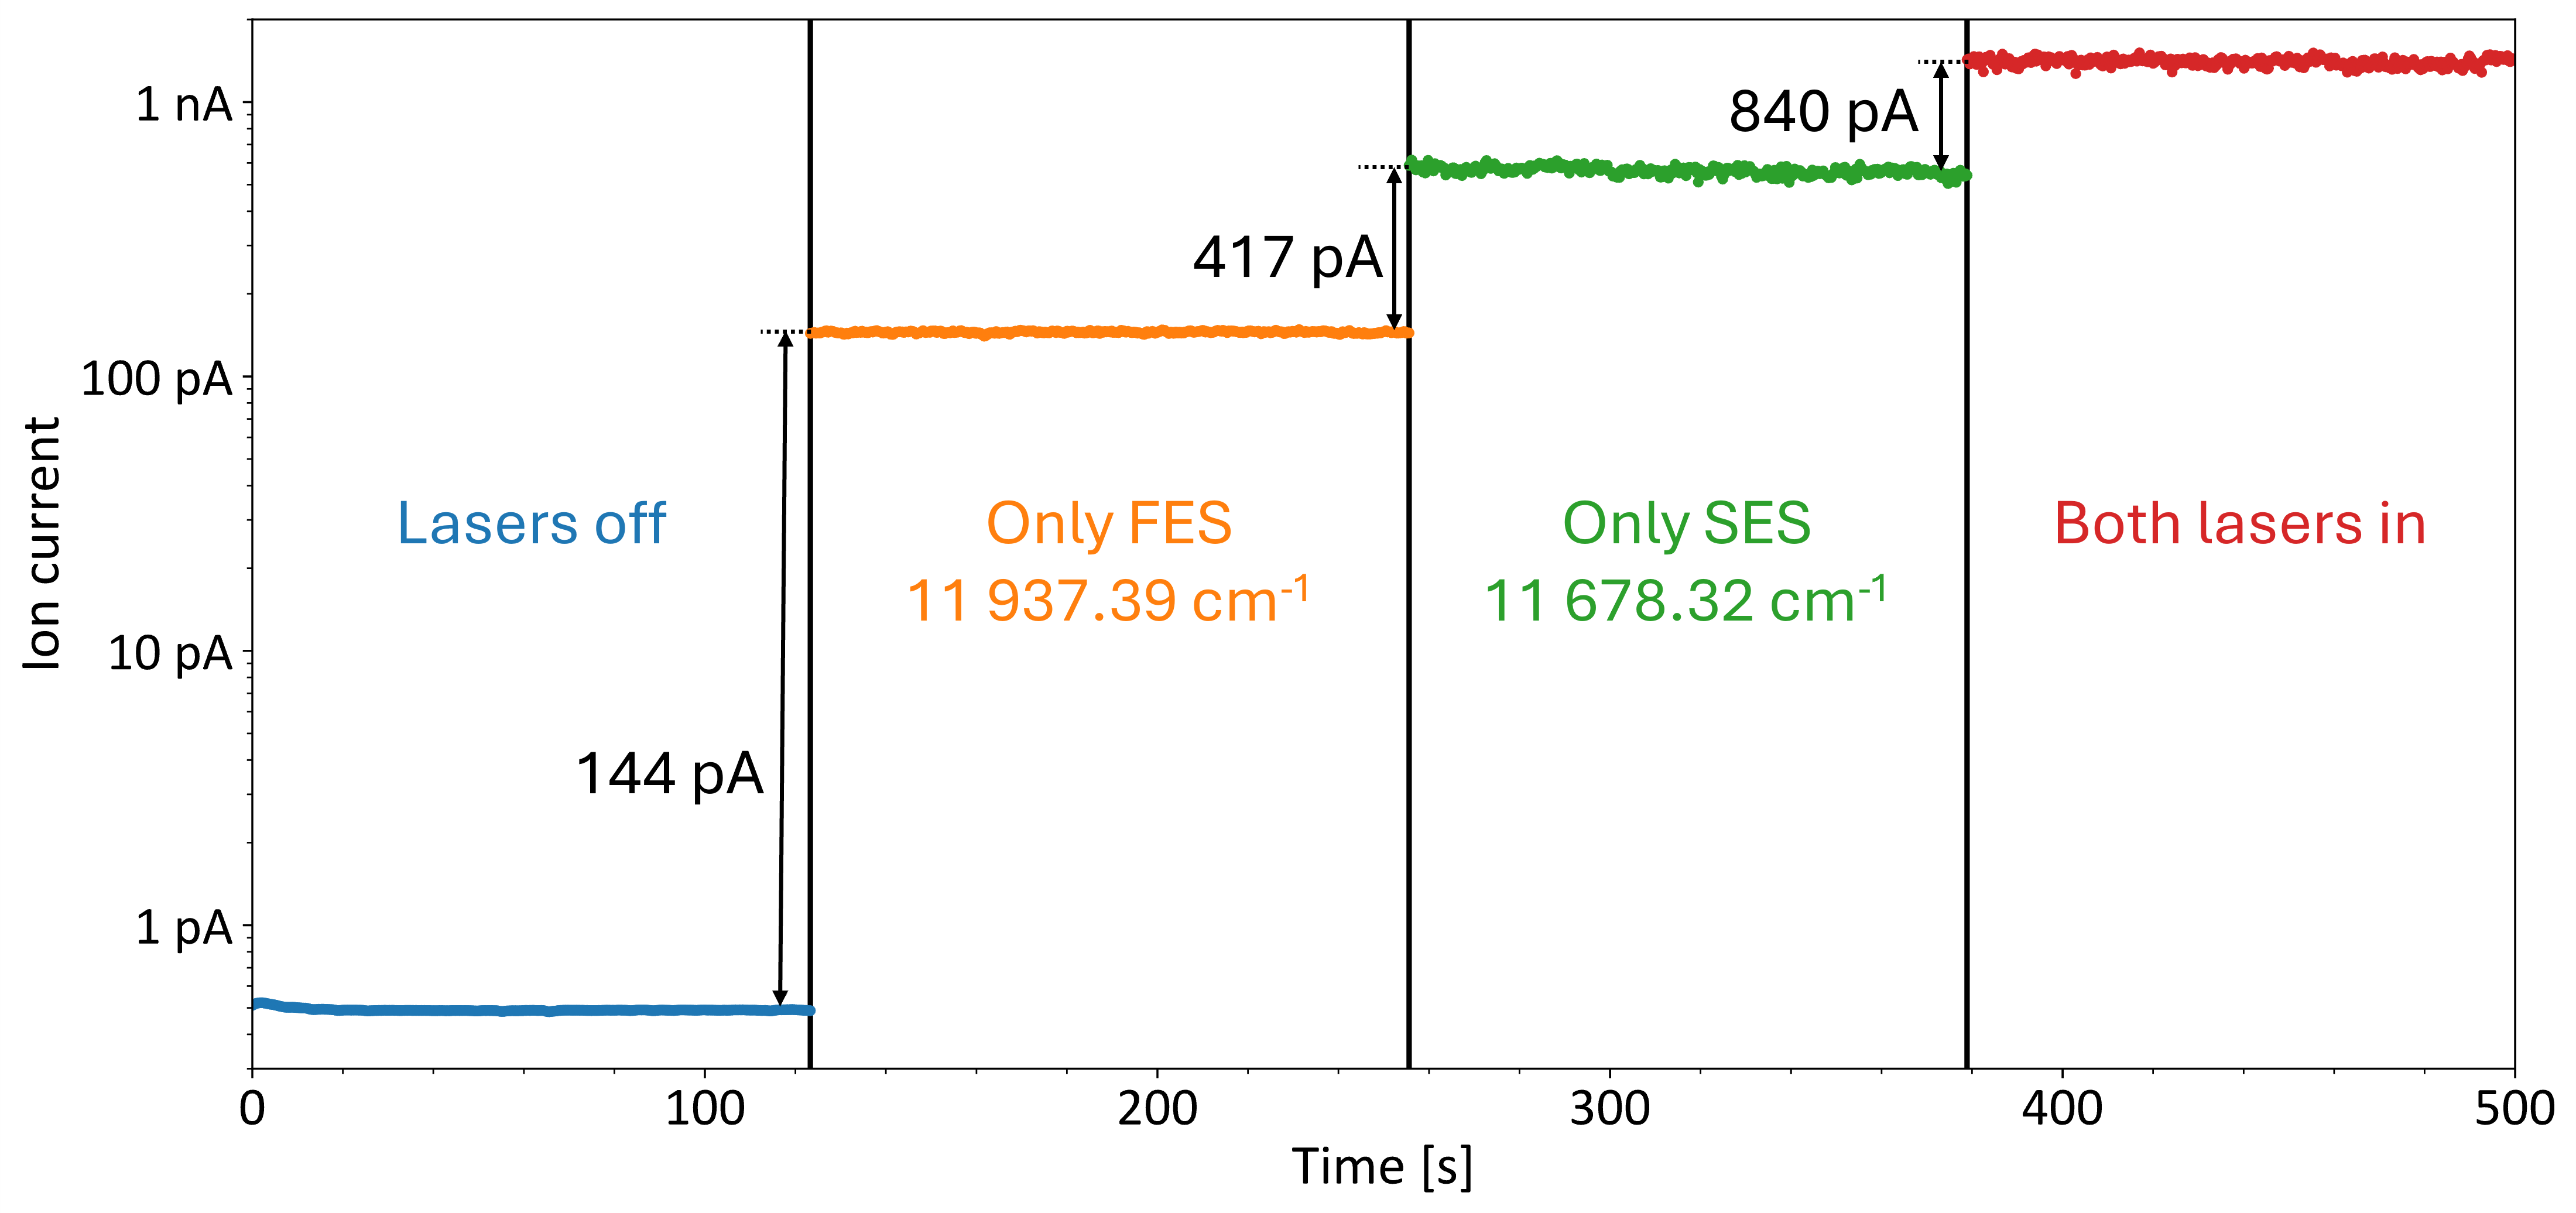 Ion current
1 nA
100 pA
10 pA
1 pA
840 pA
417 pA
144 pA
Lasers off
Only FES
11 937.39 cm⁻¹
Only SES
11 678.32 cm⁻¹
Both lasers in
0 100 200 300 400 500
Time [s]